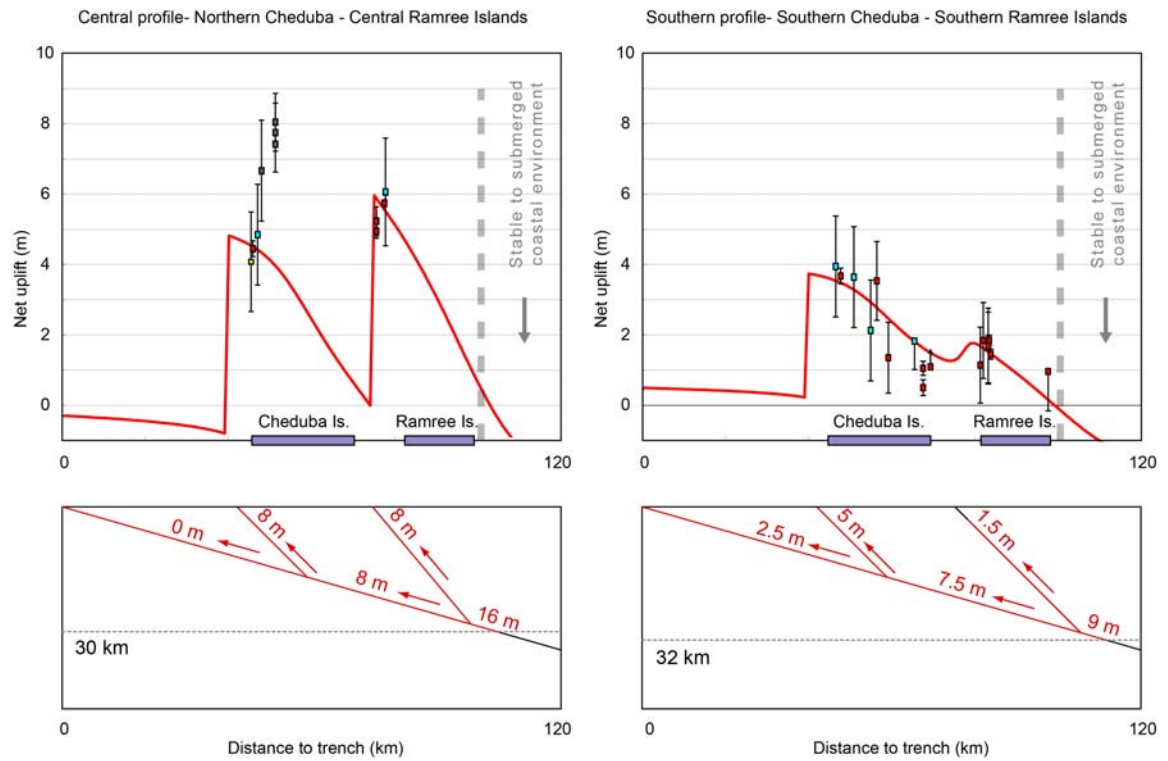 Central profile- Northern Cheduba - Central Ramree Islands
10
8
6
4
2
0
Net uplift (m)
Stable to submerged
coastal environment
Cheduba Is.
Ramree Is.
0
120
Southern profile- Southern Cheduba - Southern Ramree Islands
10
8
6
4
2
0
Net uplift (m)
Stable to submerged
coastal environment
Cheduba Is.
Ramree Is.
0
120
0 m
8 m
8 m
8 m
16 m
30 km
0
120
Distance to trench (km)
2.5 m
5 m
1.5 m
7.5 m
9 m
32 km
0
120
Distance to trench (km)